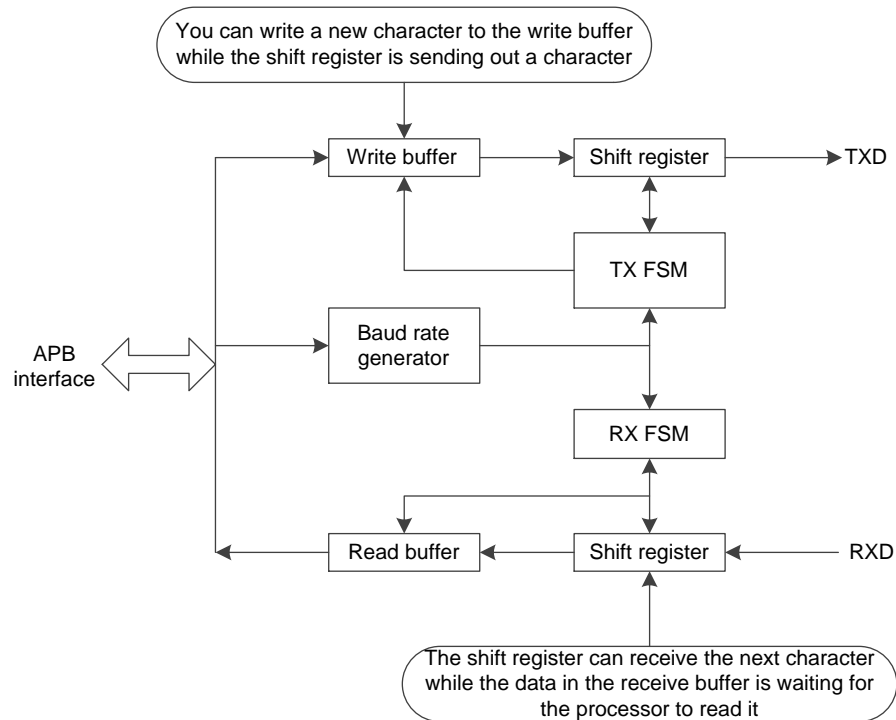 You can write a new character to the write buffer
while the shift register is sending out a character
Write buffer
Shift register
TXD
TX FSM
Baud rate
generator
APB
interface
RX FSM
Read buffer
Shift register
RXD
The shift register can receive the next character
while the data in the receive buffer is waiting for
the processor to read it